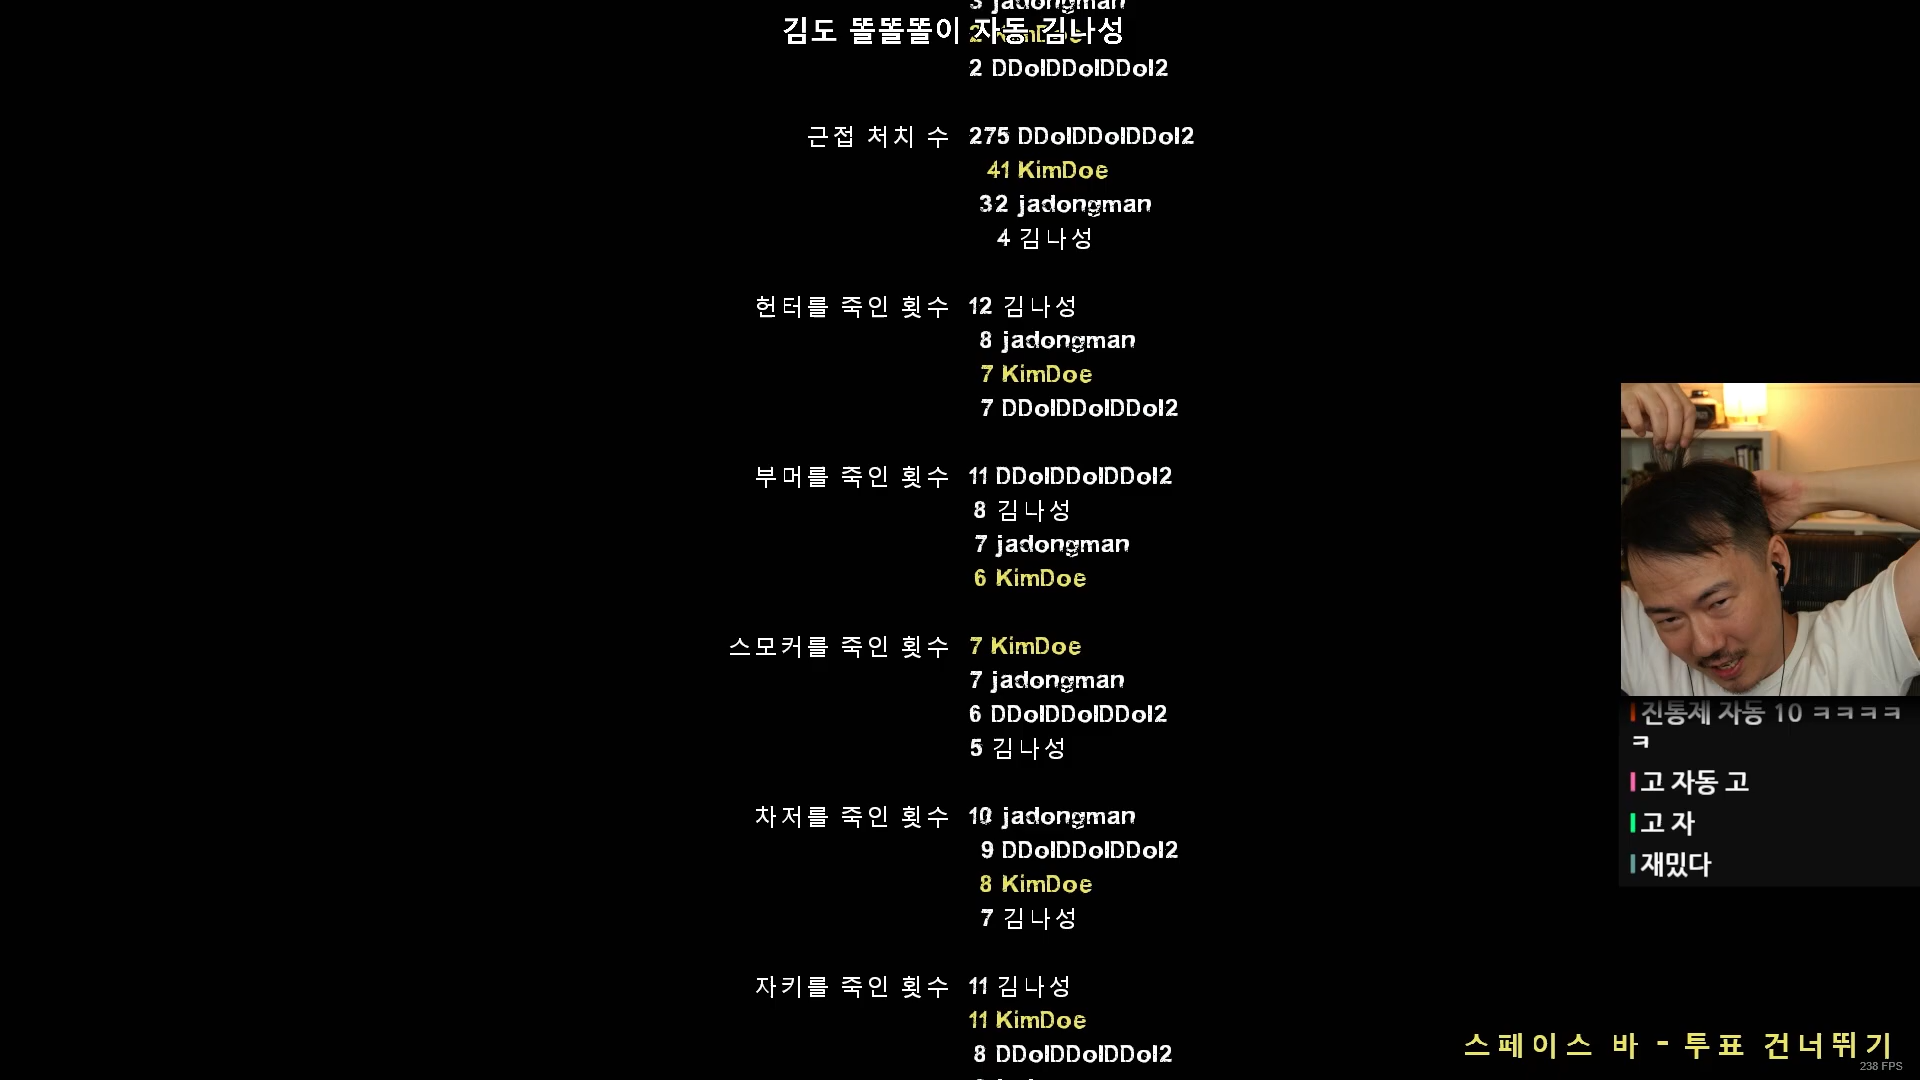 3 jadongman
김도 똘똘똘이 자동 김나성
2 KimDoe
2 DDolDDolDDol2
근접 처치 수 275 DDolDDolDDol2
41 KimDoe
32 jadongman
4 김나성
헌터를 죽인 횟수 12 김나성
8 jadongman
7 KimDoe
7 DDolDDolDDol2
부머를 죽인 횟수 11 DDolDDolDDol2
8 김나성
7 jadongman
6 KimDoe
스모커를 죽인 횟수 7 KimDoe
7 jadongman
6 DDolDDolDDol2
5 김나성
차저를 죽인 횟수 10 jadongman
9 DDolDDolDDol2
8 KimDoe
7 김나성
자키를 죽인 횟수 11 김나성
11 KimDoe
8 DDolDDolDDol2
진통제 자동 10 ㅋㅋㅋㅋ
ㅋ
고 자동 고
고 자
재밌다
스페이스 바 - 투표 건너뛰기
238 FPS